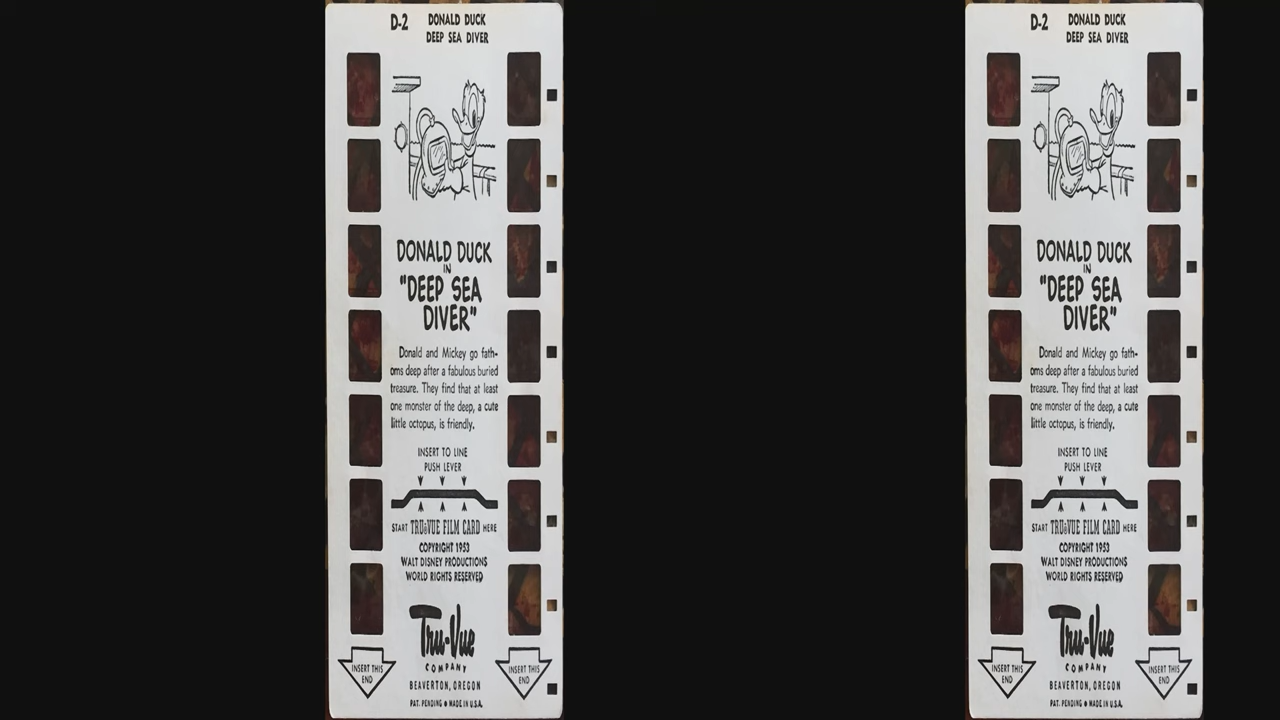 D-2 DONALD DUCK
DEEP SEA DIVER
DONALD DUCK
IN
"DEEP SEA
DIVER"
Donald and Mickey go fath-
oms deep after a fabulous buried
treasure. They find that at least
one monster of the deep, a cute
little octopus, is friendly.
INSERT TO LINE
PUSH LEVER
START TRU-VUE FILM CARD HERE
COPYRIGHT 1953
WALT DISNEY PRODUCTIONS
WORLD RIGHTS RESERVED
Tru-Vue
COMPANY
INSERT THIS
END
INSERT THIS
END
BEAVERTON, OREGON
PAT. PENDING ● MADE IN U.S.A.
D-2 DONALD DUCK
DEEP SEA DIVER
DONALD DUCK
IN
"DEEP SEA
DIVER"
Donald and Mickey go fath-
oms deep after a fabulous buried
treasure. They find that at least
one monster of the deep, a cute
little octopus, is friendly.
INSERT TO LINE
PUSH LEVER
START TRU-VUE FILM CARD HERE
COPYRIGHT 1953
WALT DISNEY PRODUCTIONS
WORLD RIGHTS RESERVED
Tru-Vue
COMPANY
INSERT THIS
END
INSERT THIS
END
BEAVERTON, OREGON
PAT. PENDING ● MADE IN U.S.A.